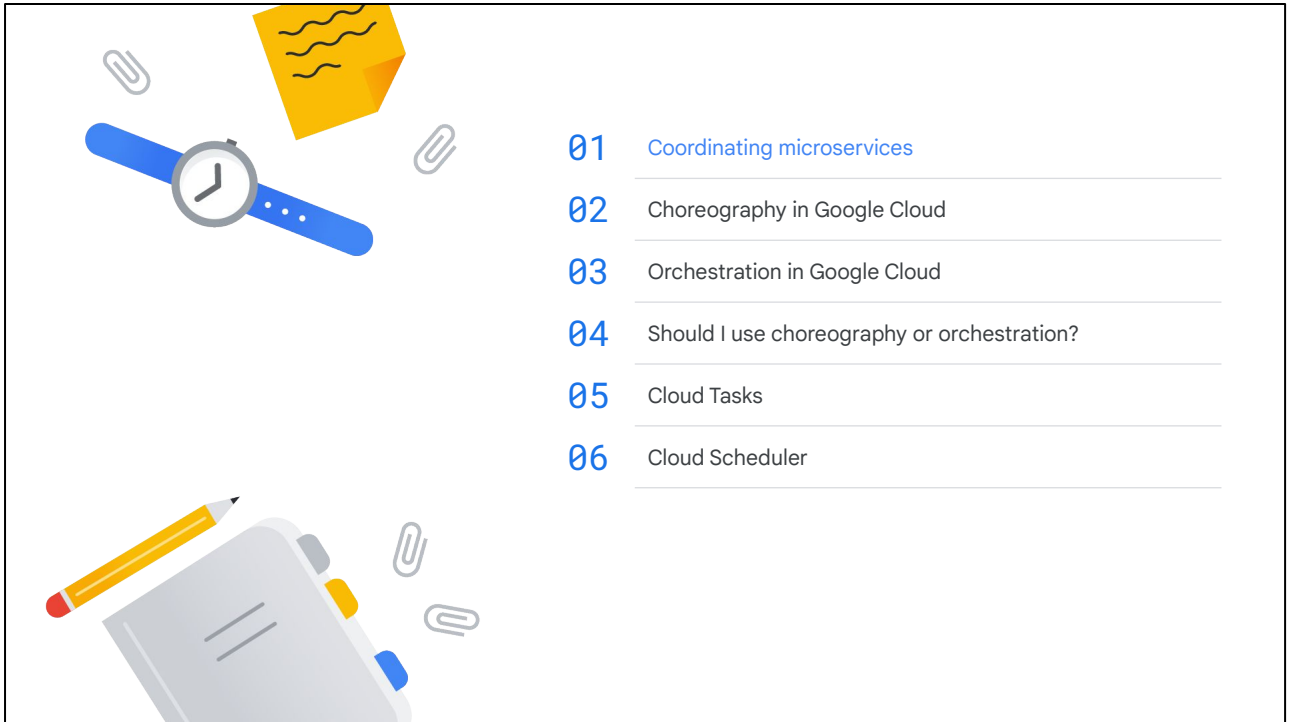 01 Coordinating microservices
02 Choreography in Google Cloud
03 Orchestration in Google Cloud
04 Should I use choreography or orchestration?
05 Cloud Tasks
06 Cloud Scheduler